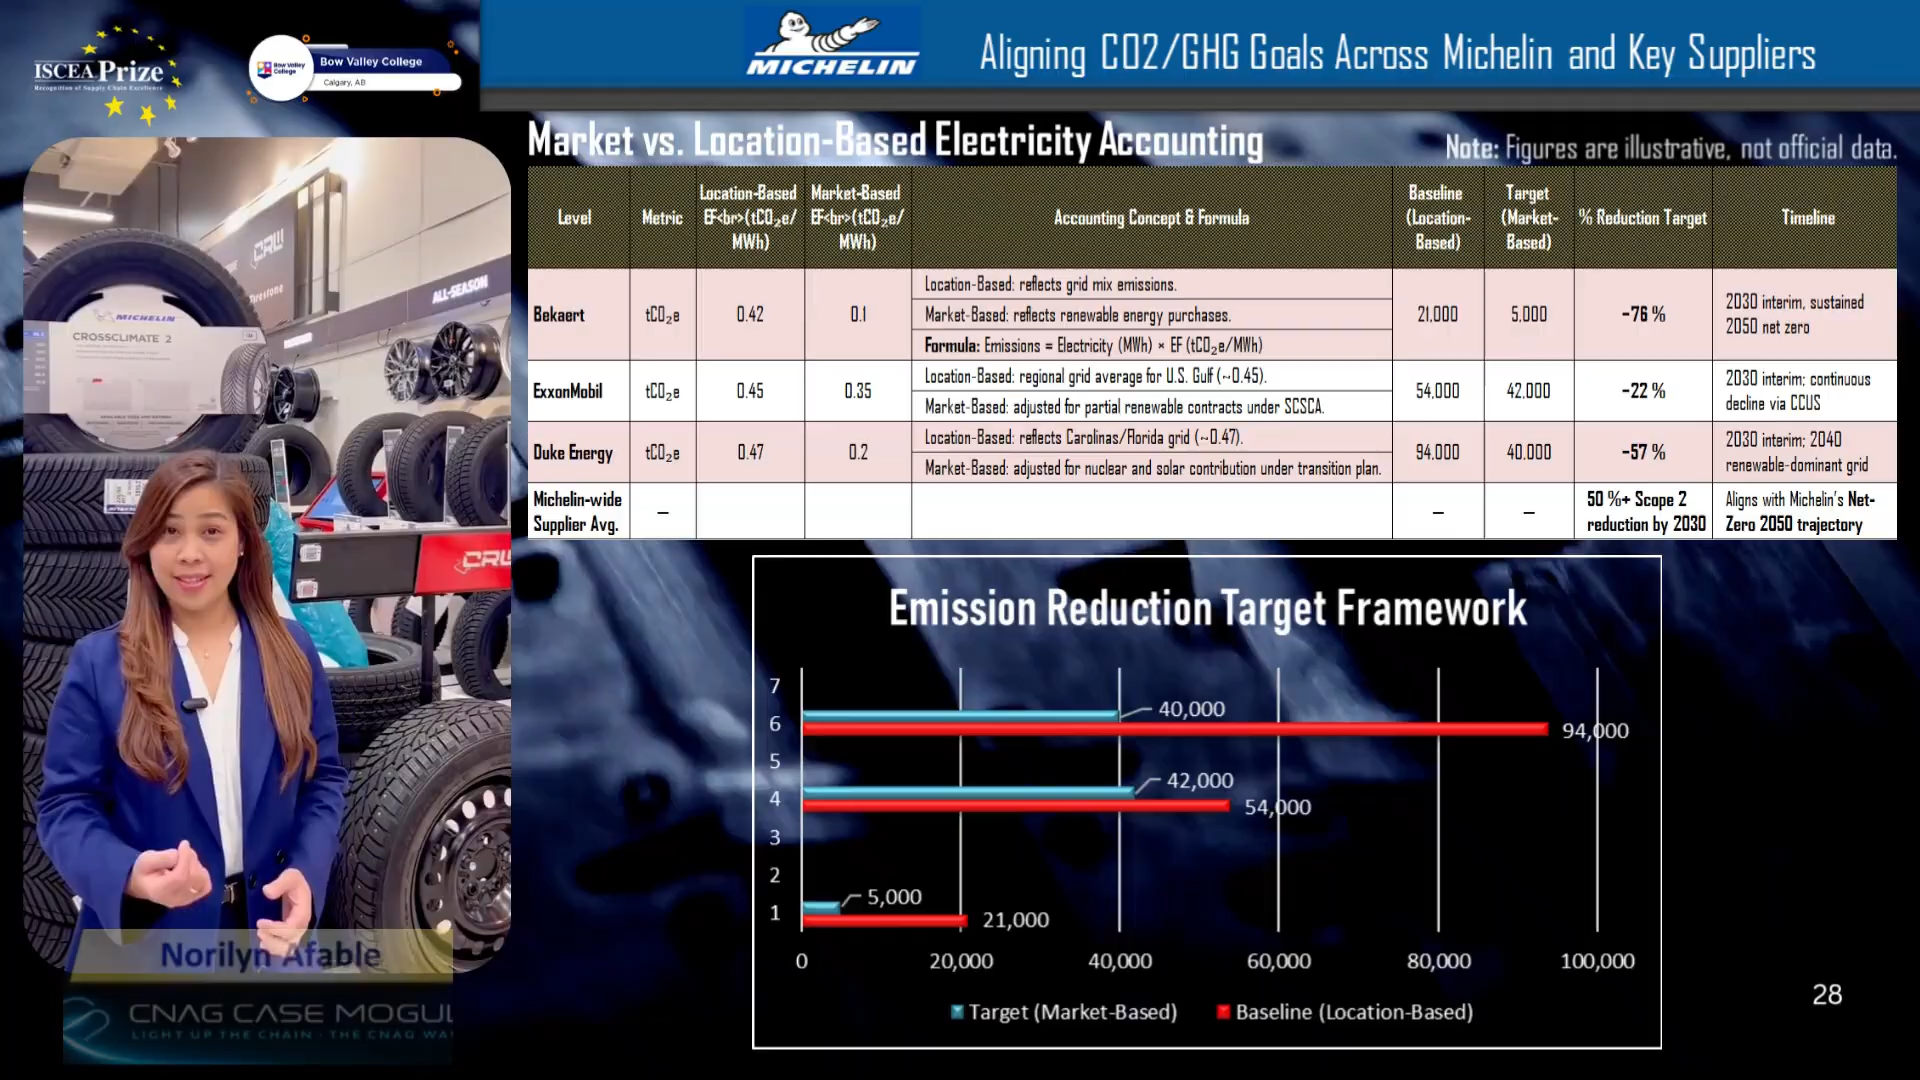 ISCEA Prize
Recognition of Supply Chain Excellence
Bow Valley College
Bow Valley College
Calgary, AB
MICHELIN
Aligning CO2/GHG Goals Across Michelin and Key Suppliers
Market vs. Location-Based Electricity Accounting
Note: Figures are illustrative, not official data.
Level
Metric
Location-Based EF<br>(tCO₂e/MWh)
Market-Based EF<br>(tCO₂e/MWh)
Accounting Concept & Formula
Baseline (Location-Based)
Target (Market-Based)
% Reduction Target
Timeline
Bekaert
tCO₂e
0.42
0.1
Location-Based: reflects grid mix emissions.
Market-Based: reflects renewable energy purchases.
Formula: Emissions = Electricity (MWh) × EF (tCO₂e/MWh)
21,000
5,000
−76 %
2030 interim, sustained 2050 net zero
ExxonMobil
tCO₂e
0.45
0.35
Location-Based: regional grid average for U.S. Gulf (~0.45).
Market-Based: adjusted for partial renewable contracts under SCSCA.
54,000
42,000
−22 %
2030 interim; continuous decline via CCUS
Duke Energy
tCO₂e
0.47
0.2
Location-Based: reflects Carolinas/Florida grid (~0.47).
Market-Based: adjusted for nuclear and solar contribution under transition plan.
94,000
40,000
−57 %
2030 interim; 2040 renewable-dominant grid
Michelin-wide Supplier Avg.
—
—
—
50 %+ Scope 2 reduction by 2030
Aligns with Michelin's Net-Zero 2050 trajectory
Emission Reduction Target Framework
7
6
5
4
3
2
1
40,000
94,000
42,000
54,000
5,000
21,000
0
20,000
40,000
60,000
80,000
100,000
Target (Market-Based)
Baseline (Location-Based)
28
CRW
Firestone
ALL-SEASON
MICHELIN
CROSSCLIMATE 2
CRW
Norilyn Afable
CNAG CASE MOGUL
LIGHT UP THE CHAIN · THE CNAG WA